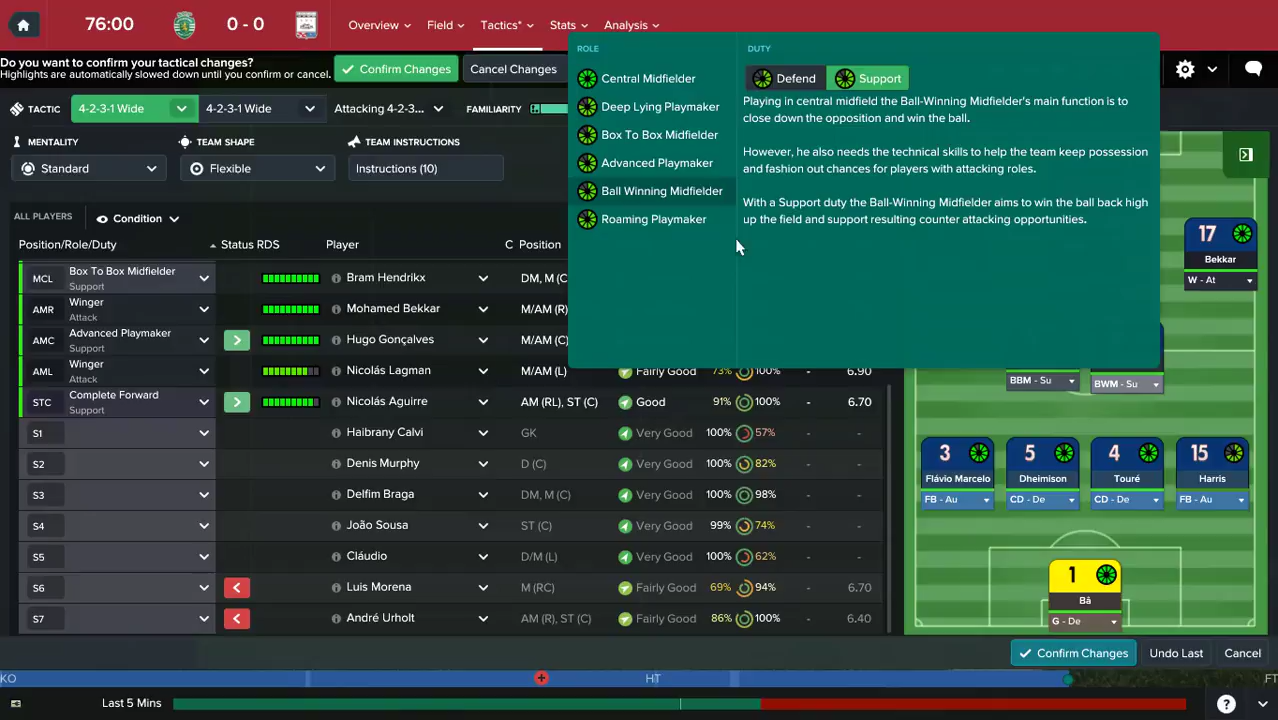 76:00
0 - 0
Overview
Field
Tactics*
Stats
Analysis
Do you want to confirm your tactical changes?
Highlights are automatically slowed down until you confirm or cancel.
Confirm Changes
Cancel Changes
TACTIC
4-2-3-1 Wide
4-2-3-1 Wide
Attacking 4-2-3...
FAMILIARITY
MENTALITY
Standard
TEAM SHAPE
Flexible
TEAM INSTRUCTIONS
Instructions (10)
ROLE
Central Midfielder
Deep Lying Playmaker
Box To Box Midfielder
Advanced Playmaker
Ball Winning Midfielder
Roaming Playmaker
DUTY
Defend
Support
Playing in central midfield the Ball-Winning Midfielder's main function is to
close down the opposition and win the ball.
However, he also needs the technical skills to help the team keep possession
and fashion out chances for players with attacking roles.
With a Support duty the Ball-Winning Midfielder aims to win the ball back high
up the field and support resulting counter attacking opportunities.
ALL PLAYERS
Condition
Position/Role/Duty Status RDS Player C Position
MCL Box To Box Midfielder Support Bram Hendrikx DM, M (C)
AMR Winger Attack Mohamed Bekkar M/AM (R)
AMC Advanced Playmaker Support Hugo Gonçalves M/AM (C)
AML Winger Attack Nicolás Lagman M/AM (L) Fairly Good 73% 100% - 6.90
STC Complete Forward Support Nicolás Aguirre AM (RL), ST (C) Good 91% 100% - 6.70
S1 Haibrany Calvi GK Very Good 100% 57% - -
S2 Denis Murphy D (C) Very Good 100% 82% - -
S3 Delfim Braga DM, M (C) Very Good 100% 98% - -
S4 João Sousa ST (C) Very Good 99% 74% - -
S5 Cláudio D/M (L) Very Good 100% 62% - -
S6 Luis Morena M (RC) Fairly Good 69% 94% - 6.70
S7 André Urholt AM (R), ST (C) Fairly Good 86% 100% - 6.40
17
Bekkar
W - At
BBM - Su
BWM - Su
3
Flávio Marcelo
FB - Au
5
Dheimison
CD - De
4
Touré
CD - De
15
Harris
FB - Au
1
Bâ
G - De
Confirm Changes
Undo Last
Cancel
KO
HT
FT
Last 5 Mins
?